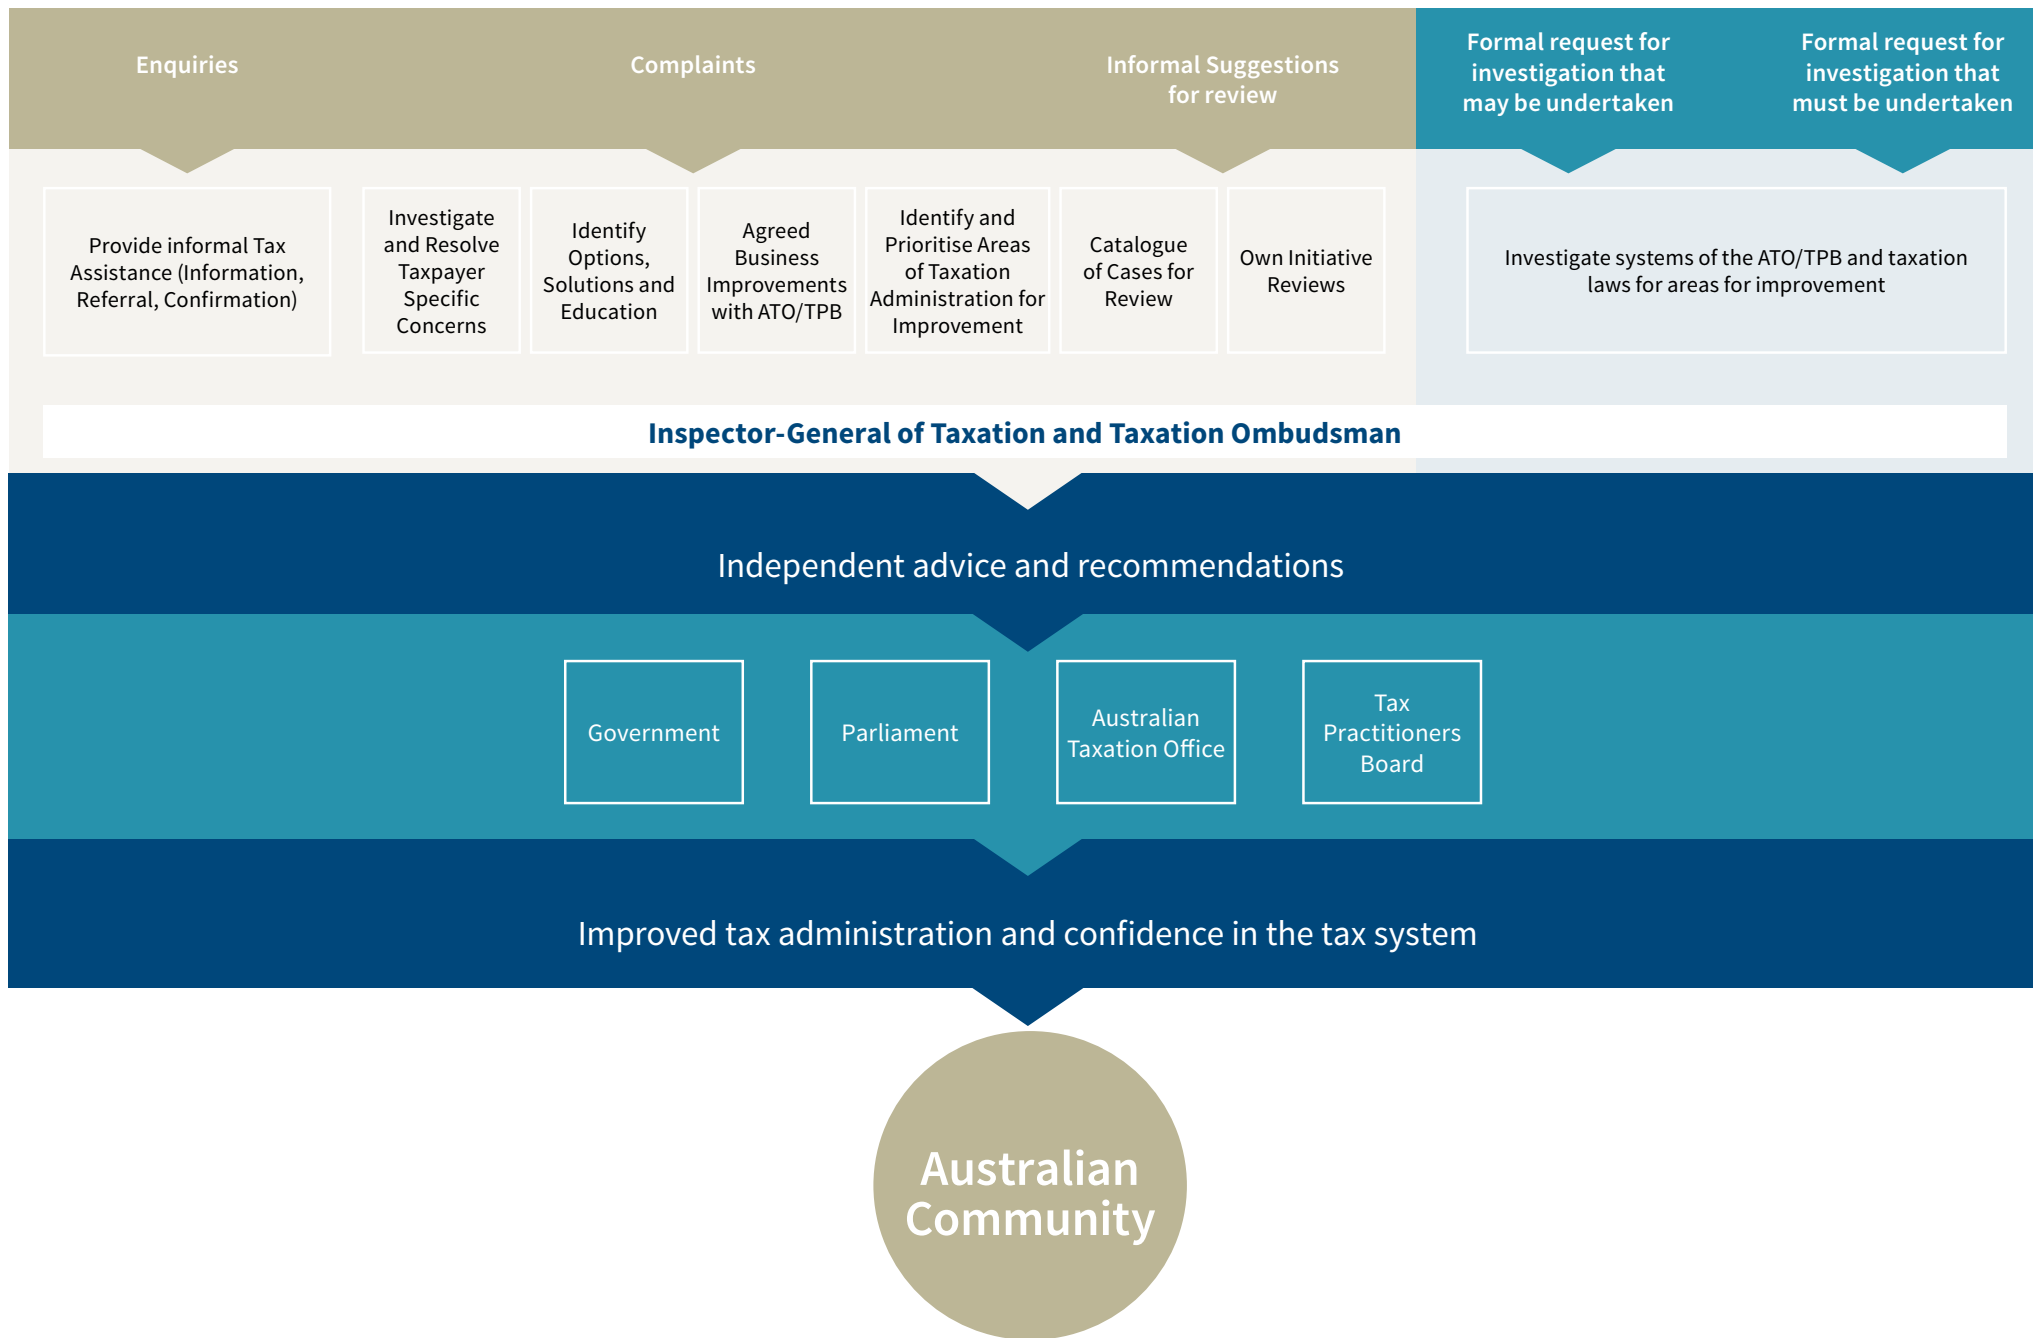 Enquiries
Complaints
Informal Suggestions
for review
Formal request for
investigation that
may be undertaken
Formal request for
investigation that
must be undertaken
Provide informal Tax
Assistance (Information,
Referral, Confirmation)
Investigate
and Resolve
Taxpayer
Specific
Concerns
Identify
Options,
Solutions and
Education
Agreed
Business
Improvements
with ATO/TPB
Identify and
Prioritise Areas
of Taxation
Administration for
Improvement
Catalogue
of Cases for
Review
Own Initiative
Reviews
Investigate systems of the ATO/TPB and taxation
laws for areas for improvement
Inspector-General of Taxation and Taxation Ombudsman
Independent advice and recommendations
Government
Parliament
Australian
Taxation Office
Tax
Practitioners
Board
Improved tax administration and confidence in the tax system
Australian
Community